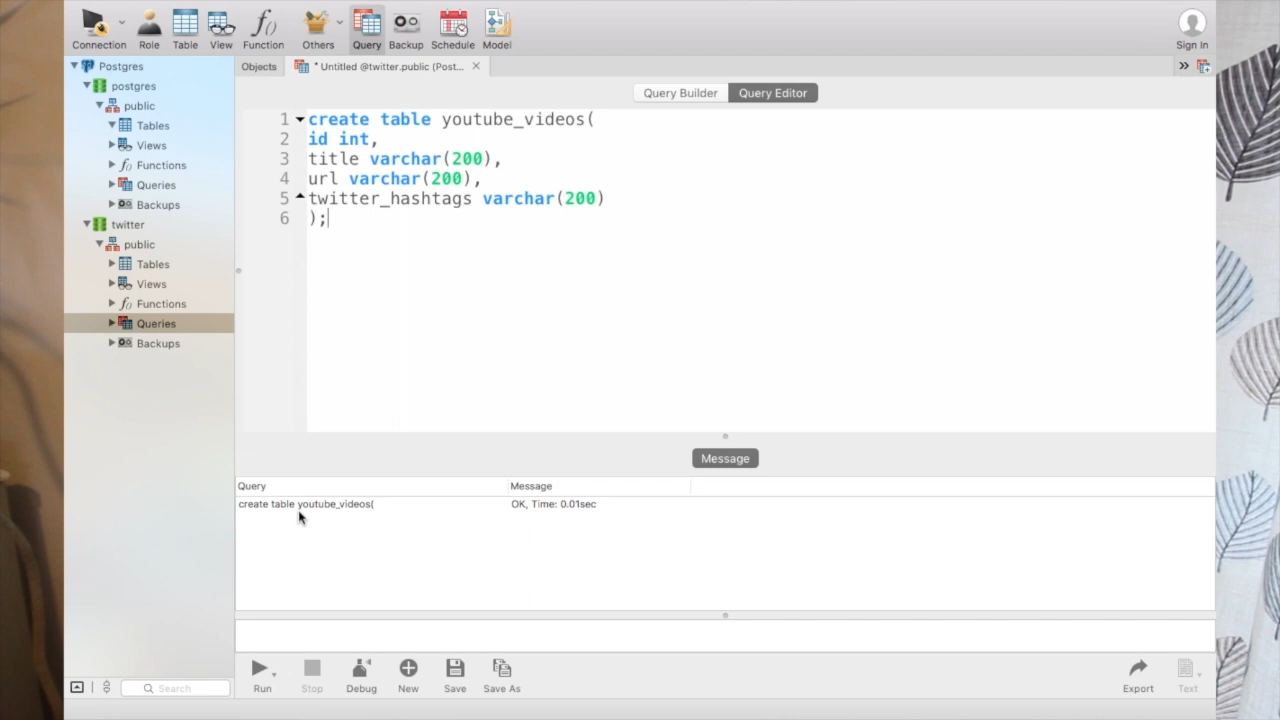 Connection Role Table View Function Others Query Backup Schedule Model Sign In
Postgres
postgres
public
Tables
Views
Functions
Queries
Backups
twitter
public
Tables
Views
Functions
Queries
Backups
Search
Objects * Untitled @twitter.public (Post...
Query Builder Query Editor
1 create table youtube_videos(
2 id int,
3 title varchar(200),
4 url varchar(200),
5 twitter_hashtags varchar(200)
6 );
Message
Query Message
create table youtube_videos( OK, Time: 0.01sec
Run Stop Debug New Save Save As Export Text